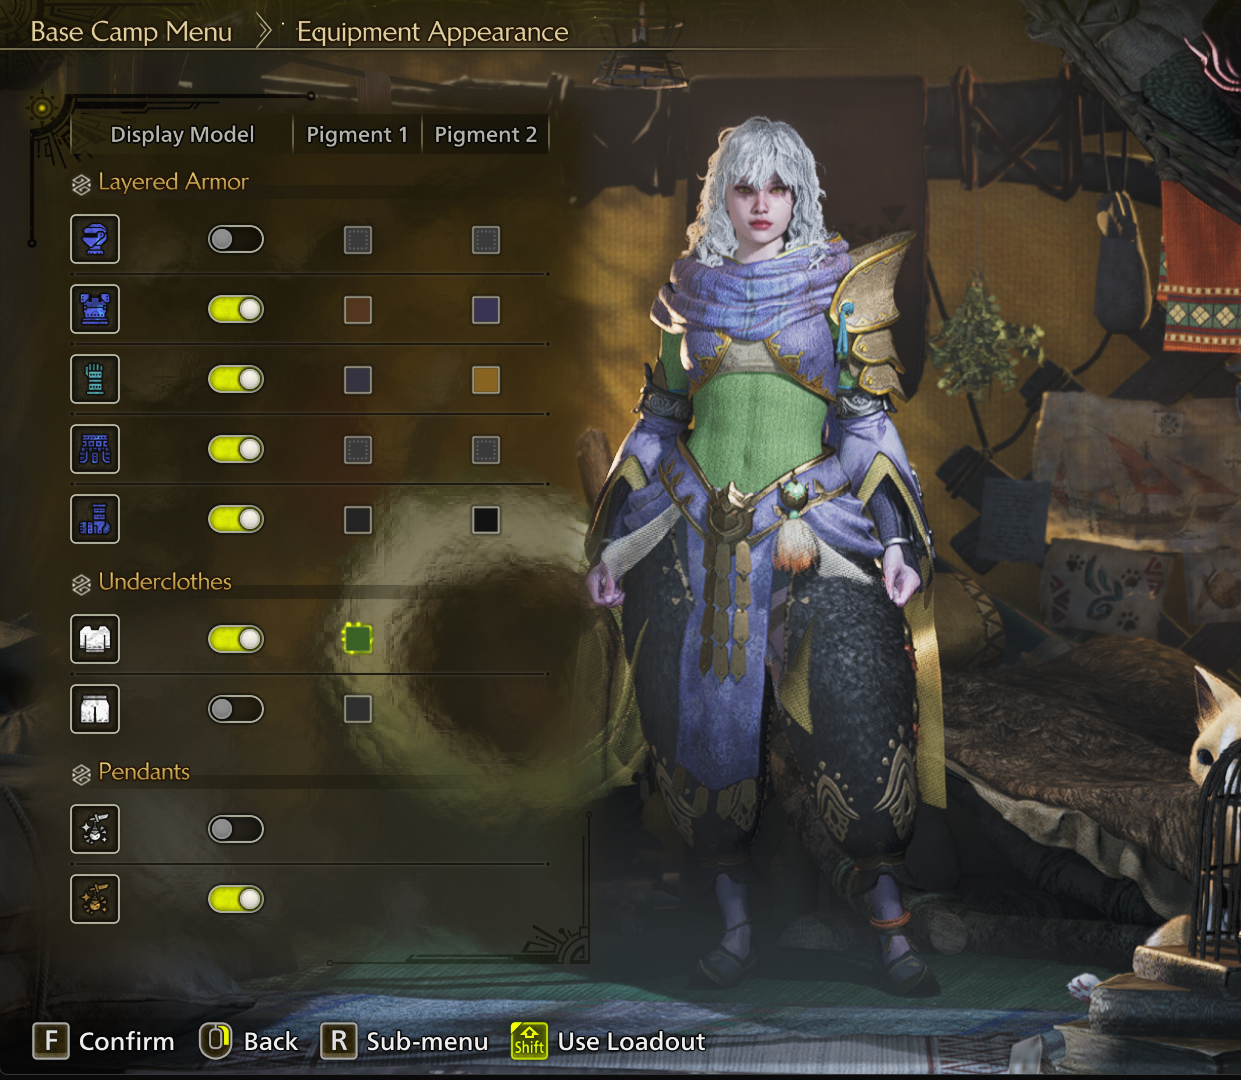 Base Camp Menu
Equipment Appearance
Display Model
Pigment 1
Pigment 2
Layered Armor
Underclothes
Pendants
F Confirm
Back
R Sub-menu
Shift Use Loadout